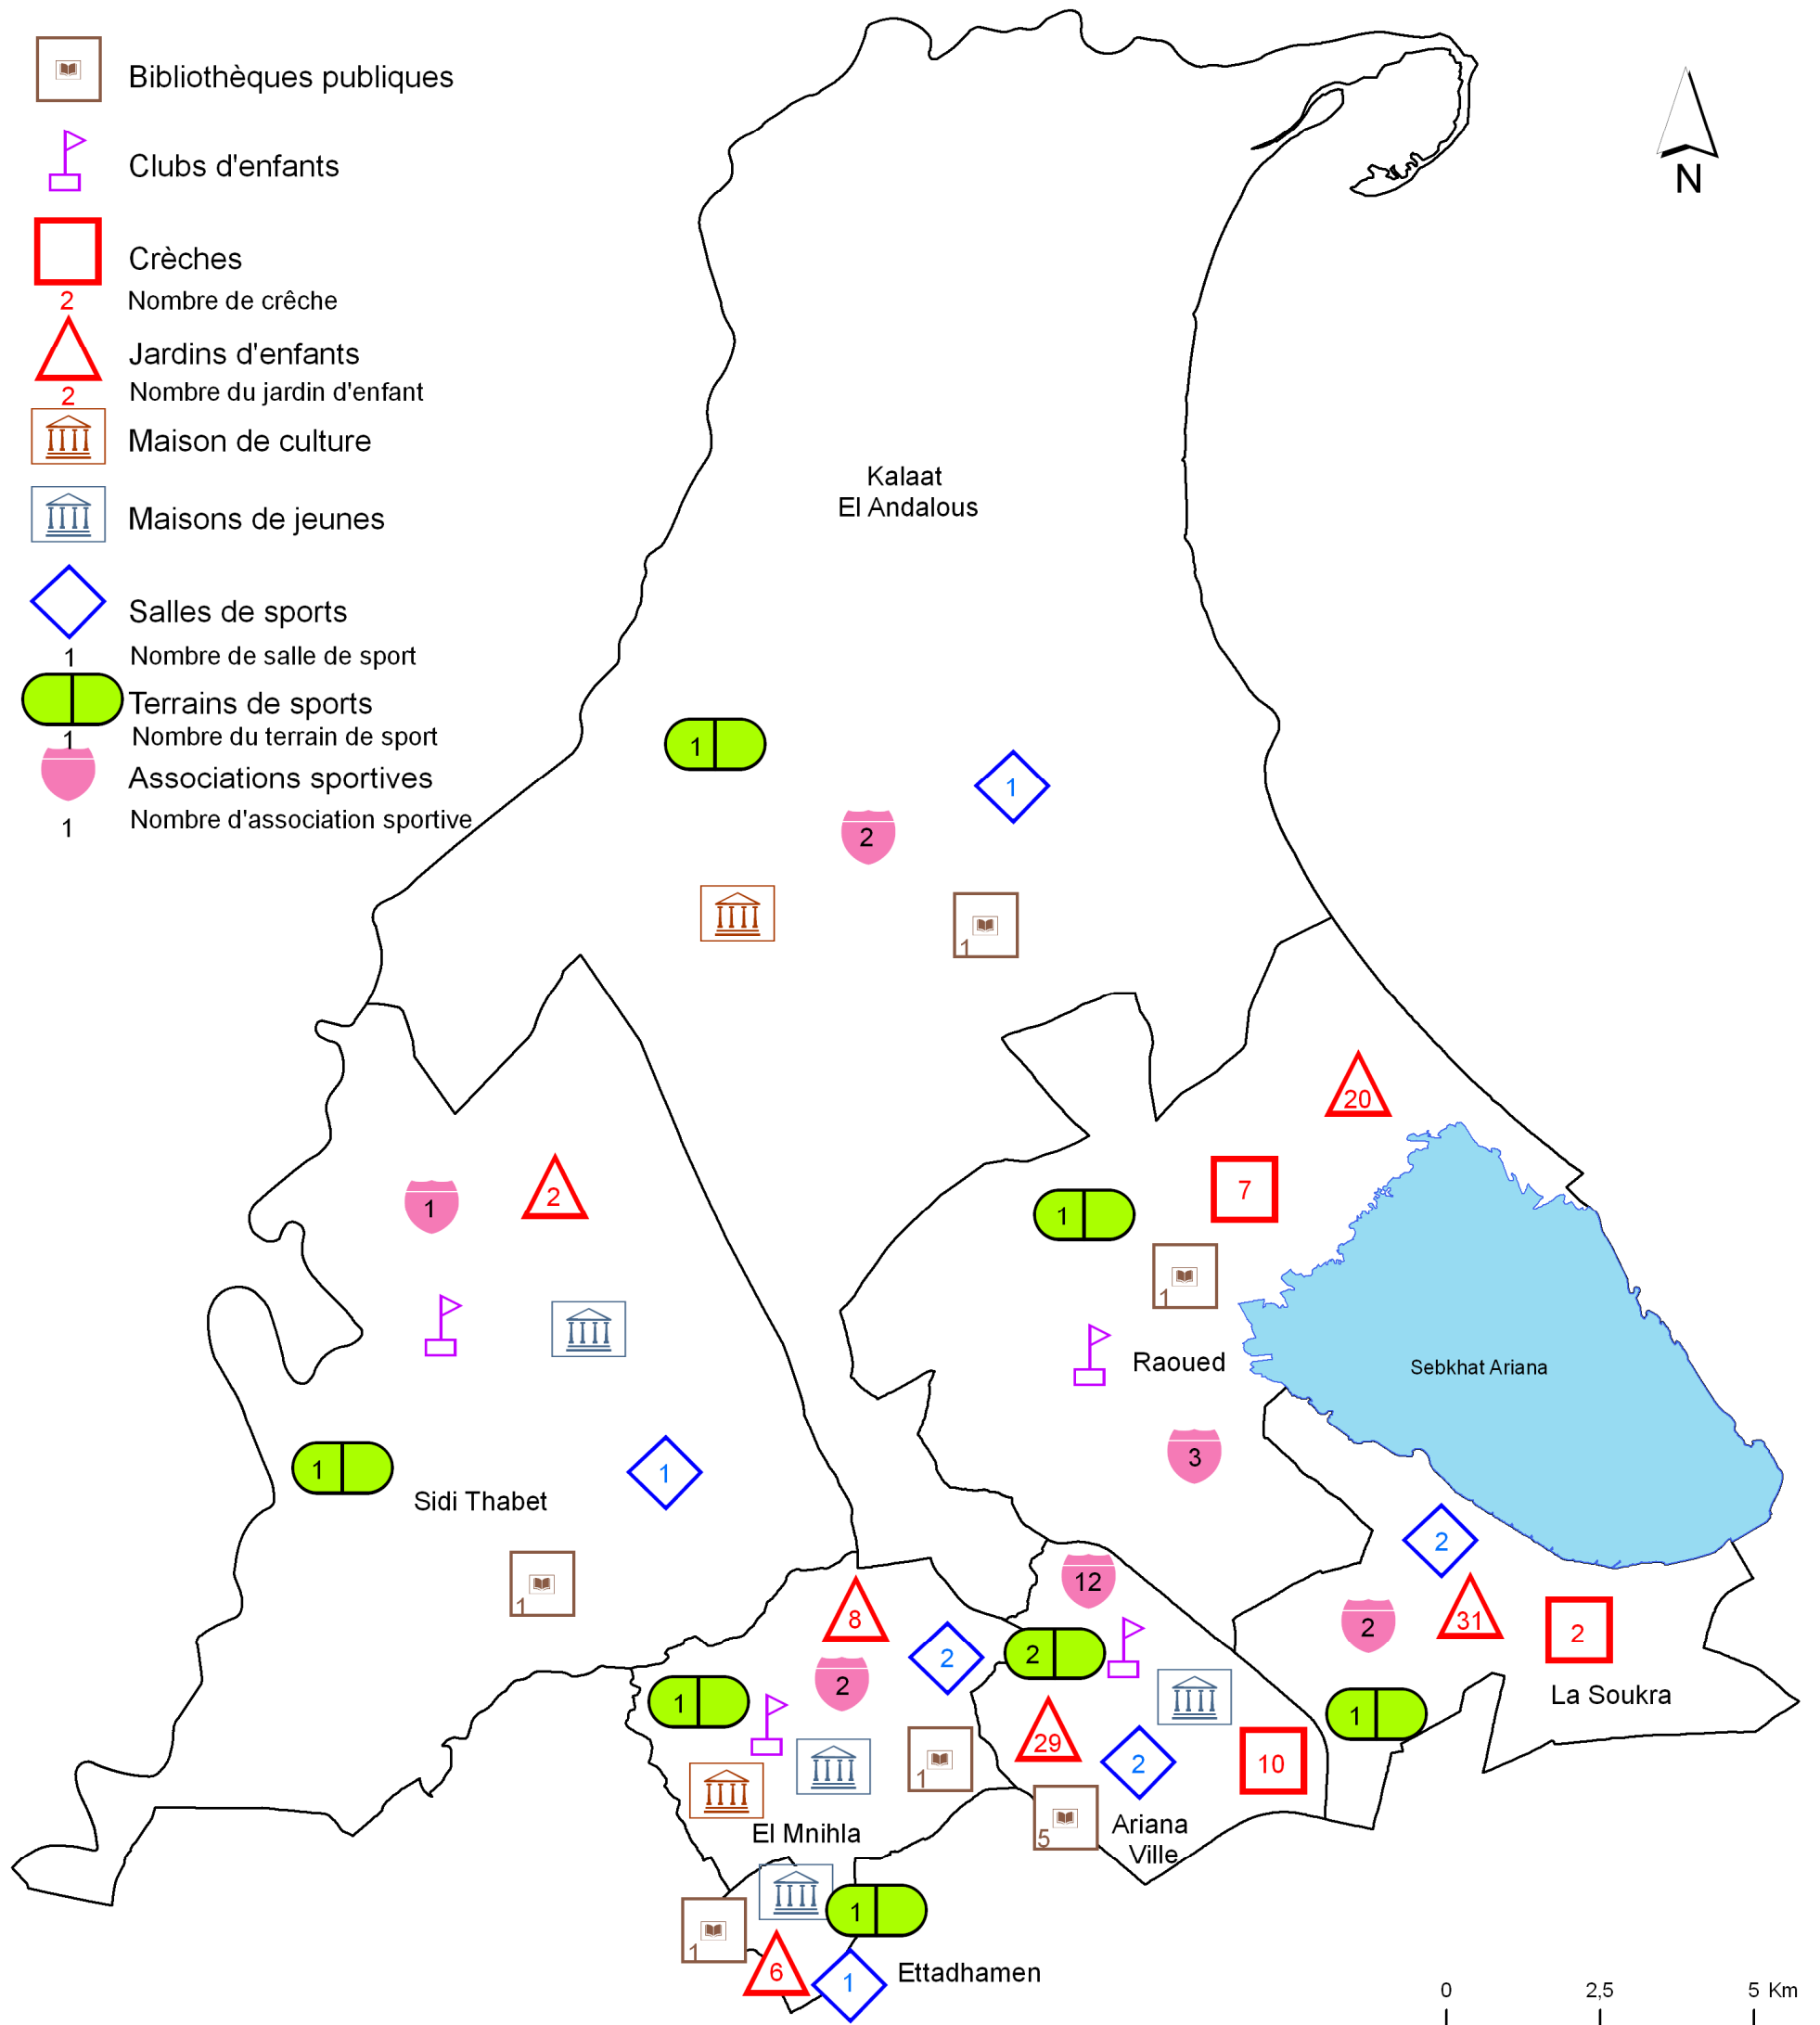 Bibliothèques publiques
Clubs d'enfants
Crèches
2 Nombre de crêche
Jardins d'enfants
2 Nombre du jardin d'enfant
Maison de culture
Maisons de jeunes
Salles de sports
1 Nombre de salle de sport
Terrains de sports
1 Nombre du terrain de sport
Associations sportives
1 Nombre d'association sportive
N
Kalaat
El Andalous
1
1
2
1
20
7
1
2
1
1
Raoued
Sebkhat Ariana
3
1
1
Sidi Thabet
2
12
1
8
31
2
2
2
2
2
La Soukra
1
1
29
2
10
1
5
Ariana
Ville
El Mnihla
1
1
6
1
Ettadhamen
0
2,5
5 Km